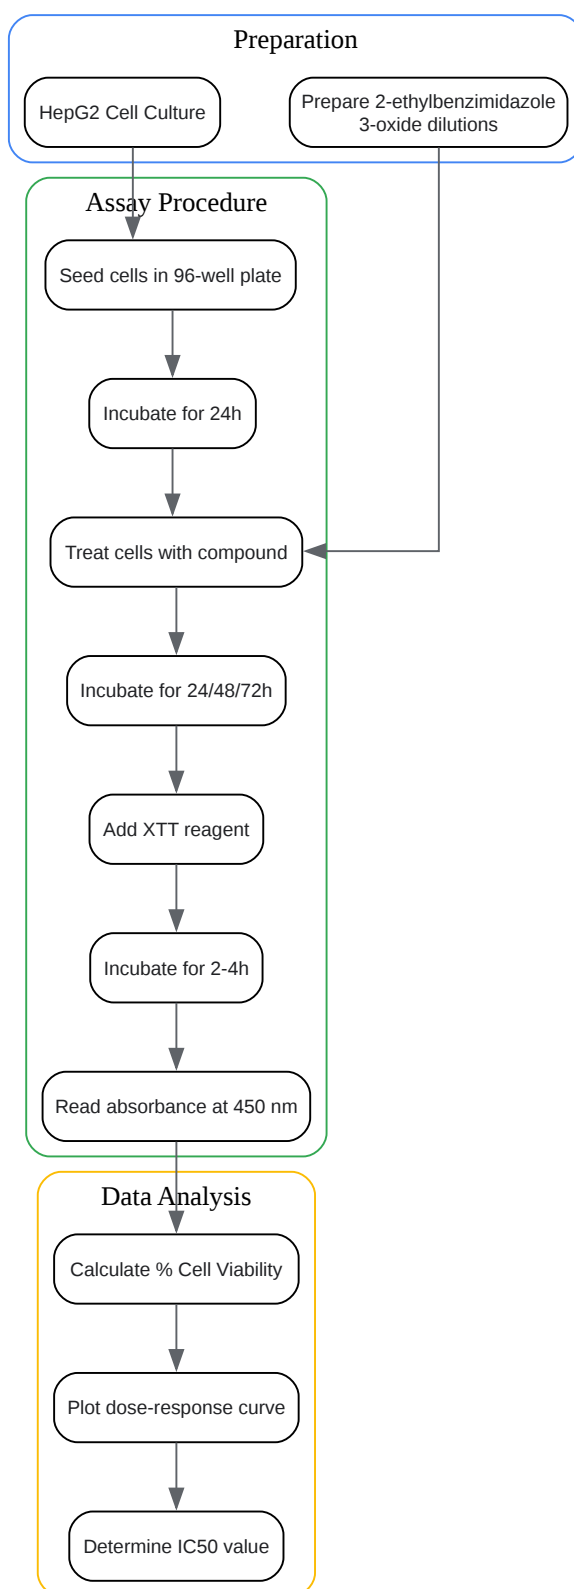 Preparation
HepG2 Cell Culture
Prepare 2-ethylbenzimidazole
3-oxide dilutions
Assay Procedure
Seed cells in 96-well plate
Incubate for 24h
Treat cells with compound
Incubate for 24/48/72h
Add XTT reagent
Incubate for 2-4h
Read absorbance at 450 nm
Data Analysis
Calculate % Cell Viability
Plot dose-response curve
Determine IC50 value